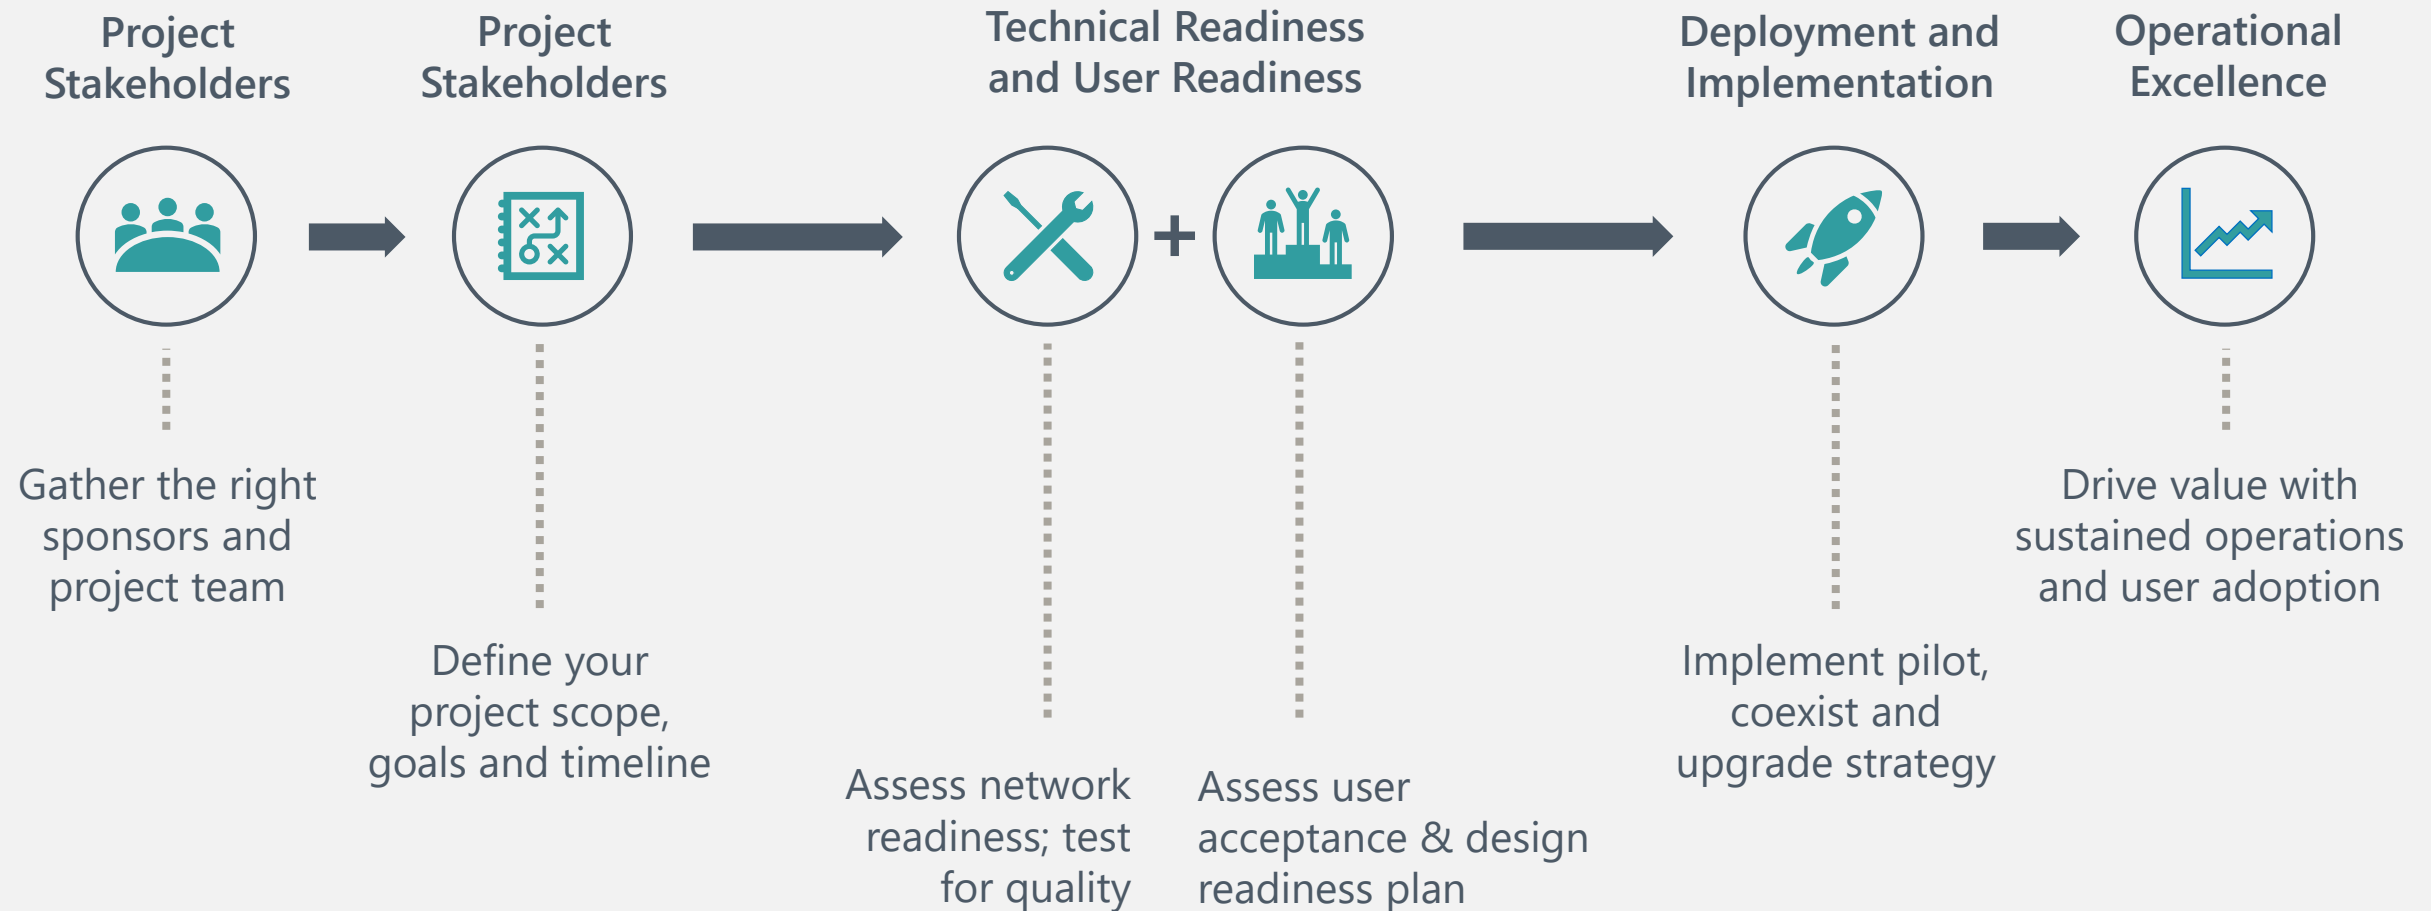 Project
Stakeholders
Project
Stakeholders
Technical Readiness
and User Readiness
Deployment and
Implementation
Operational
Excellence
+
Gather the right
sponsors and
project team
Define your
project scope,
goals and timeline
Assess network
readiness; test
for quality
Assess user
acceptance & design
readiness plan
Implement pilot,
coexist and
upgrade strategy
Drive value with
sustained operations
and user adoption